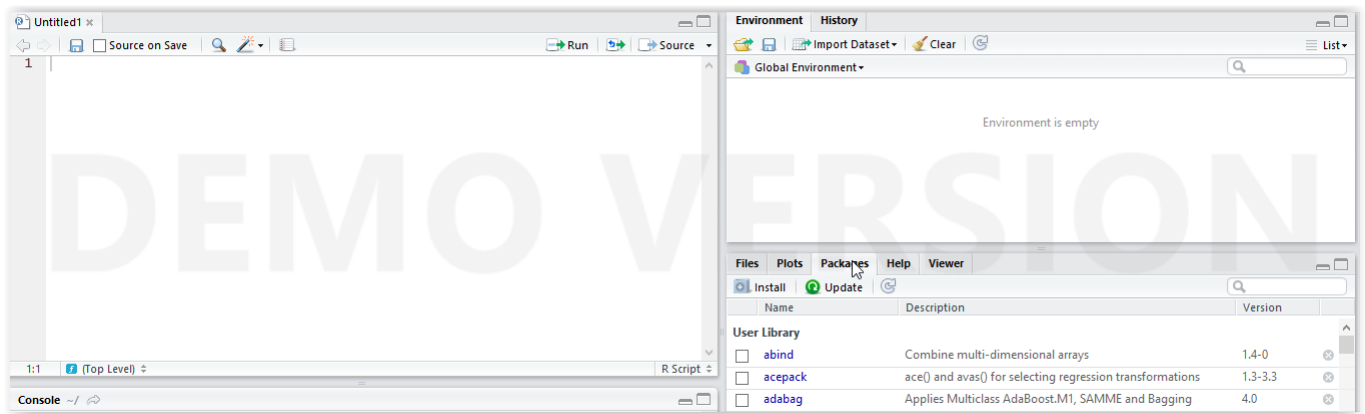 Untitled1
Source on Save
Run
Source
1
1:1
(Top Level)
R Script
Console ~/
Environment History
Import Dataset
Clear
List
Global Environment
Environment is empty
Files Plots Packages Help Viewer
Install
Update
Name Description Version
User Library
abind Combine multi-dimensional arrays 1.4-0
acepack ace() and avas() for selecting regression transformations 1.3-3.3
adabag Applies Multiclass AdaBoost.M1, SAMME and Bagging 4.0
DEMO VERSION